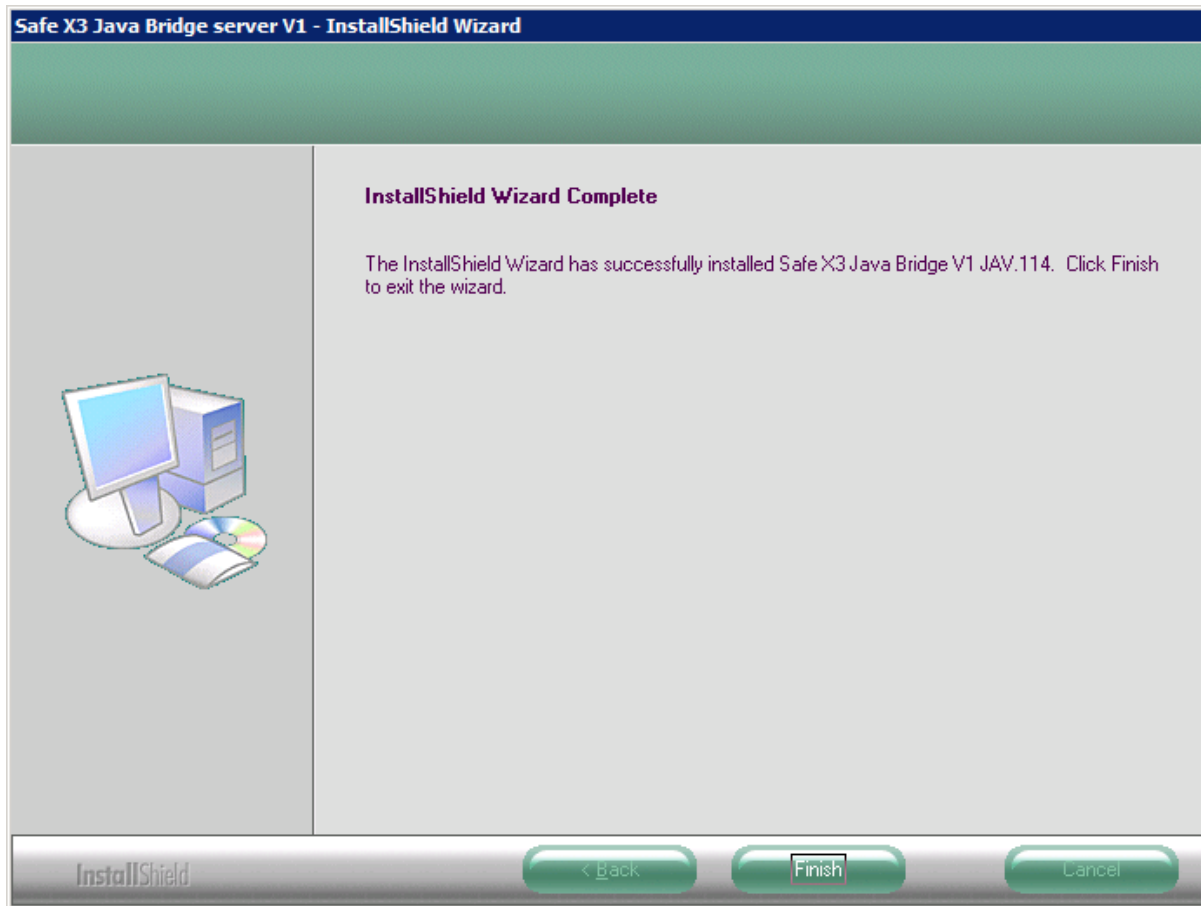 Safe X3 Java Bridge server V1 - InstallShield Wizard
InstallShield Wizard Complete
The InstallShield Wizard has successfully installed Safe X3 Java Bridge V1 JAV.114.  Click Finish
to exit the wizard.
InstallShield
< Back
Finish
Cancel